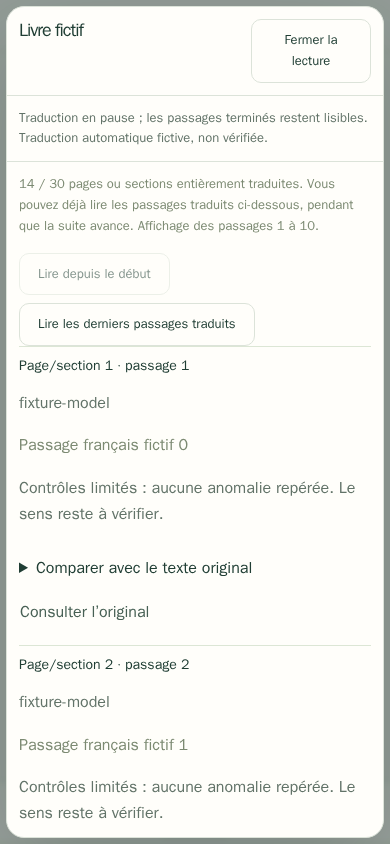 Livre fictif
Fermer la
lecture
Traduction en pause ; les passages terminés restent lisibles.
Traduction automatique fictive, non vérifiée.
14 / 30 pages ou sections entièrement traduites. Vous
pouvez déjà lire les passages traduits ci-dessous, pendant
que la suite avance. Affichage des passages 1 à 10.
Lire depuis le début
Lire les derniers passages traduits
Page/section 1 · passage 1
fixture-model
Passage français fictif 0
Contrôles limités : aucune anomalie repérée. Le
sens reste à vérifier.
▶ Comparer avec le texte original
Consulter l'original
Page/section 2 · passage 2
fixture-model
Passage français fictif 1
Contrôles limités : aucune anomalie repérée. Le
sens reste à vérifier.